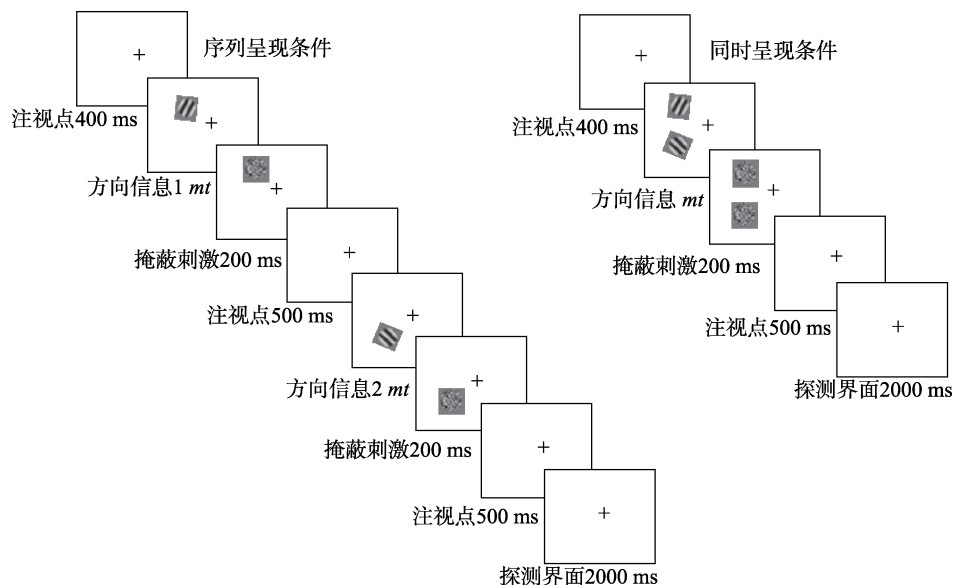 序列呈现条件
注视点400 ms
方向信息1 mt
掩蔽刺激200 ms
注视点500 ms
方向信息2 mt
掩蔽刺激200 ms
注视点500 ms
探测界面2000 ms
同时呈现条件
注视点400 ms
方向信息 mt
掩蔽刺激200 ms
注视点500 ms
探测界面2000 ms